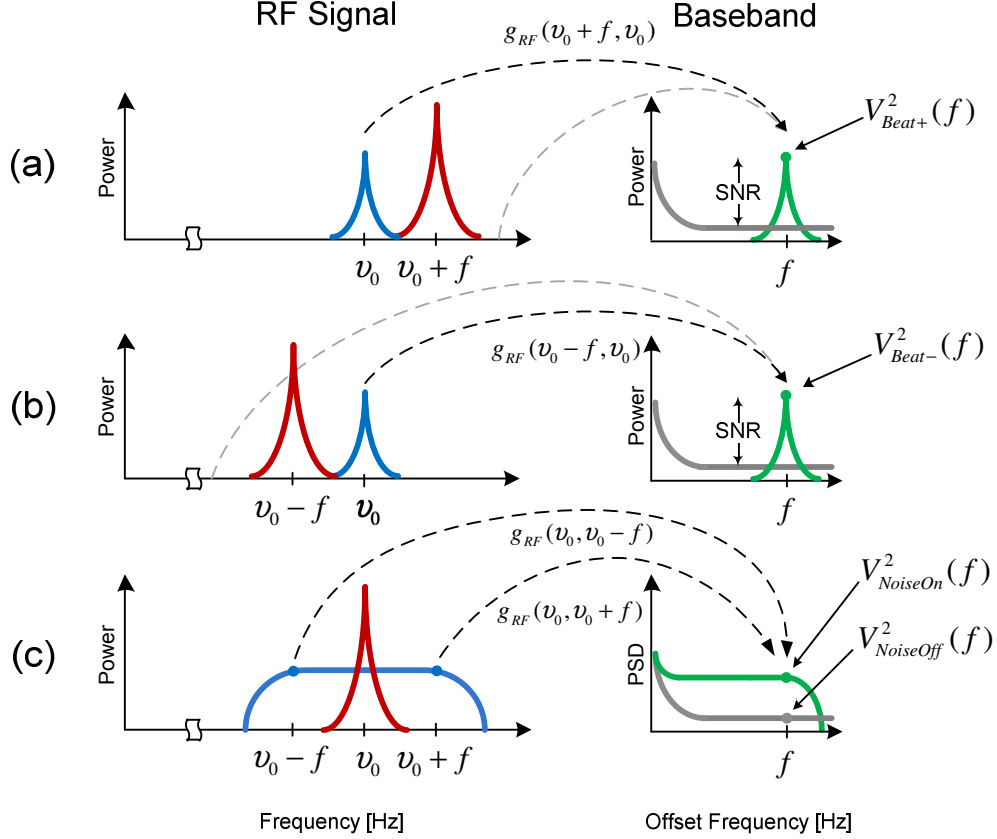 RF Signal
Baseband
(a)
Power
υ₀
υ₀ + f
g_RF(υ₀ + f, υ₀)
Power
SNR
f
V²_Beat+(f)
(b)
Power
υ₀ − f
υ₀
g_RF(υ₀ − f, υ₀)
Power
SNR
f
V²_Beat−(f)
(c)
Power
υ₀ − f
υ₀
υ₀ + f
g_RF(υ₀, υ₀ − f)
g_RF(υ₀, υ₀ + f)
PSD
f
V²_NoiseOn(f)
V²_NoiseOff(f)
Frequency [Hz]
Offset Frequency [Hz]